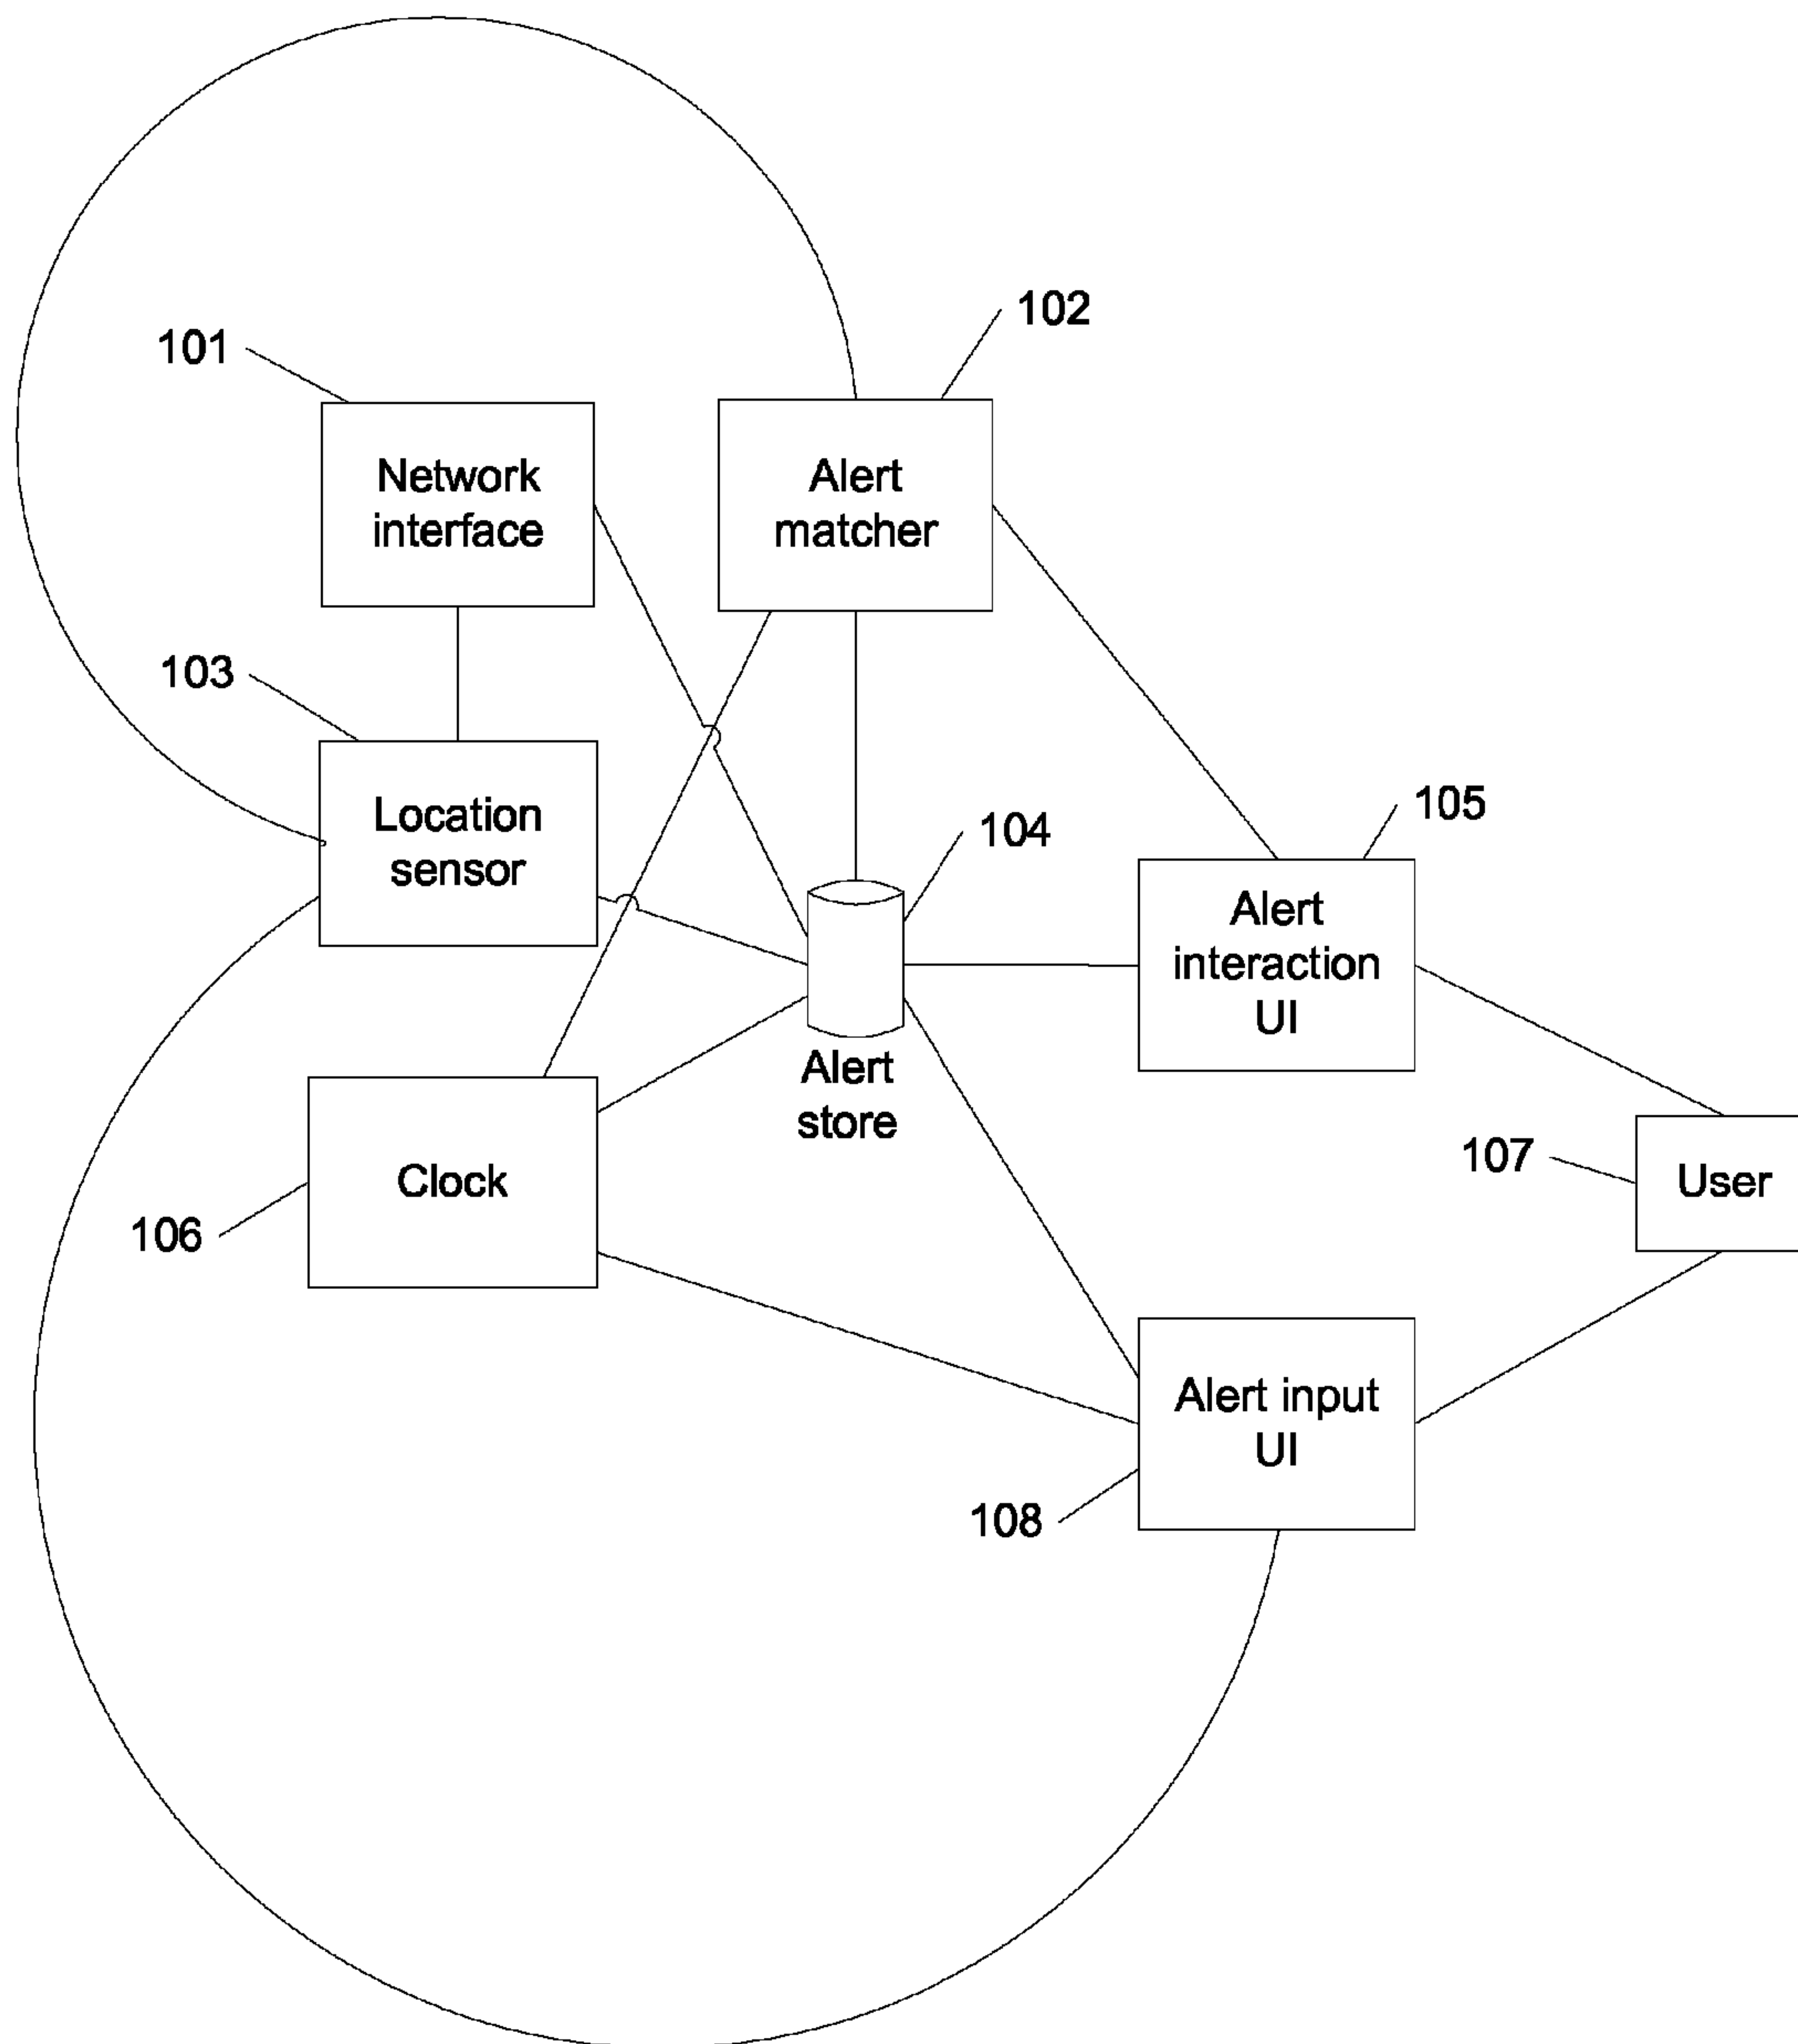 102
101
Network
interface
Alert
matcher
103
Location
sensor
104
105
Alert
interaction
UI
Alert
store
Clock
106
107
User
Alert input
UI
108